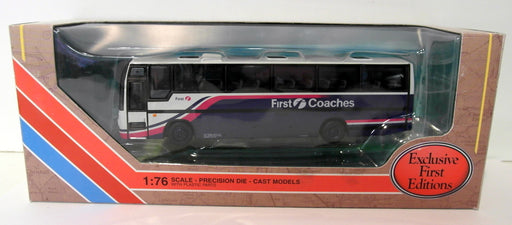 First
First Coaches
1:76 SCALE - PRECISION DIE - CAST MODELS
WITH PLASTIC PARTS
Exclusive
First
Editions